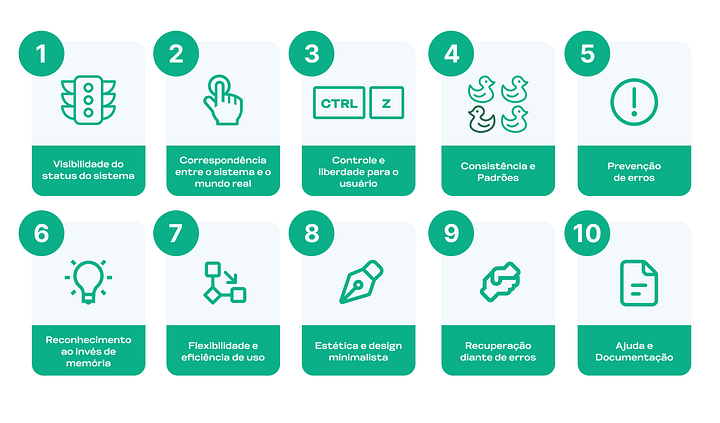 1
Visibilidade do
status do sistema
2
Correspondência
entre o sistema e o
mundo real
3
CTRL Z
Controle e
liberdade para o
usuário
4
Consistência e
Padrões
5
Prevenção
de erros
6
Reconhecimento
ao invés de
memória
7
Flexibilidade e
eficiência de uso
8
Estética e design
minimalista
9
Recuperação
diante de erros
10
Ajuda e
Documentação